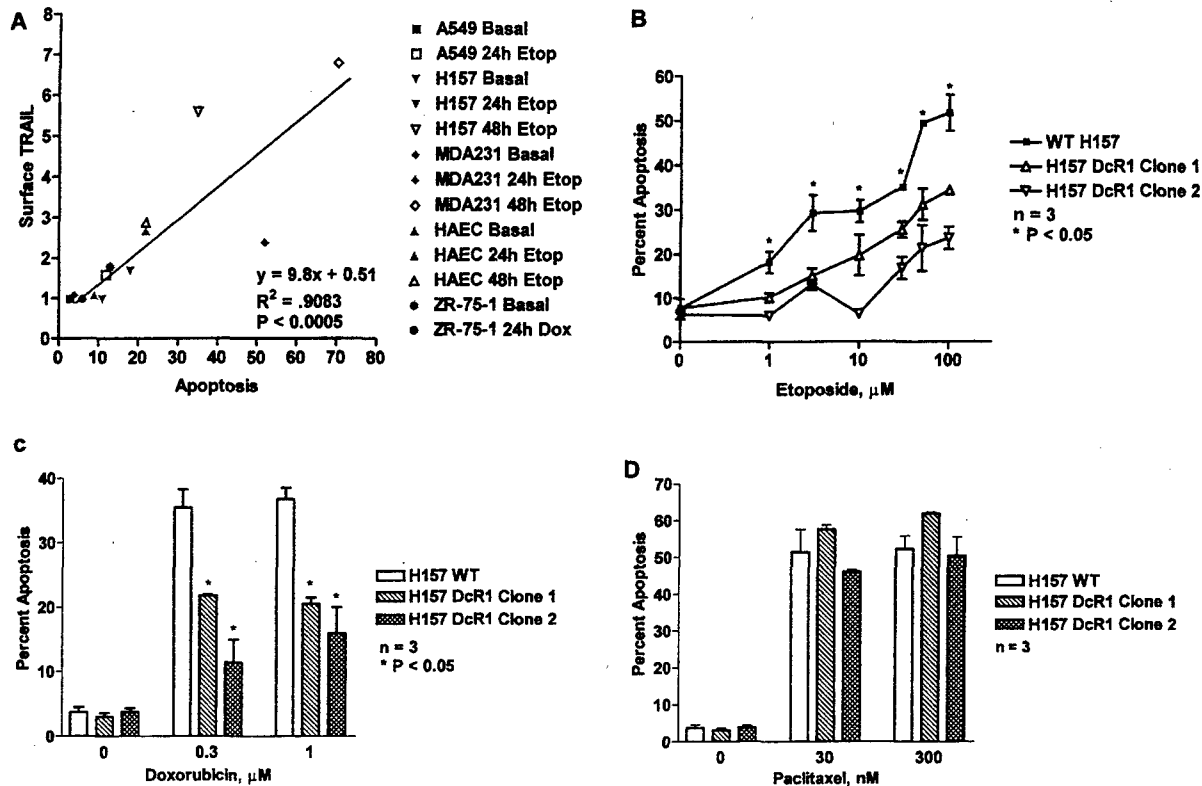 A
Surface TRAIL
8
7
6
5
4
3
2
1
0
0 10 20 30 40 50 60 70 80
Apoptosis
y = 9.8x + 0.51
R² = .9083
P < 0.0005
A549 Basal
A549 24h Etop
H157 Basal
H157 24h Etop
H157 48h Etop
MDA231 Basal
MDA231 24h Etop
MDA231 48h Etop
HAEC Basal
HAEC 24h Etop
HAEC 48h Etop
ZR-75-1 Basal
ZR-75-1 24h Dox
B
Percent Apoptosis
60
50
40
30
20
10
0
* * * * * *
0 1 10 100
Etoposide, µM
WT H157
H157 DcR1 Clone 1
H157 DcR1 Clone 2
n = 3
* P < 0.05
C
Percent Apoptosis
40
30
20
10
0
* * * *
0 0.3 1
Doxorubicin, µM
H157 WT
H157 DcR1 Clone 1
H157 DcR1 Clone 2
n = 3
* P < 0.05
D
Percent Apoptosis
70
60
50
40
30
20
10
0
0 30 300
Paclitaxel, nM
H157 WT
H157 DcR1 Clone 1
H157 DcR1 Clone 2
n = 3